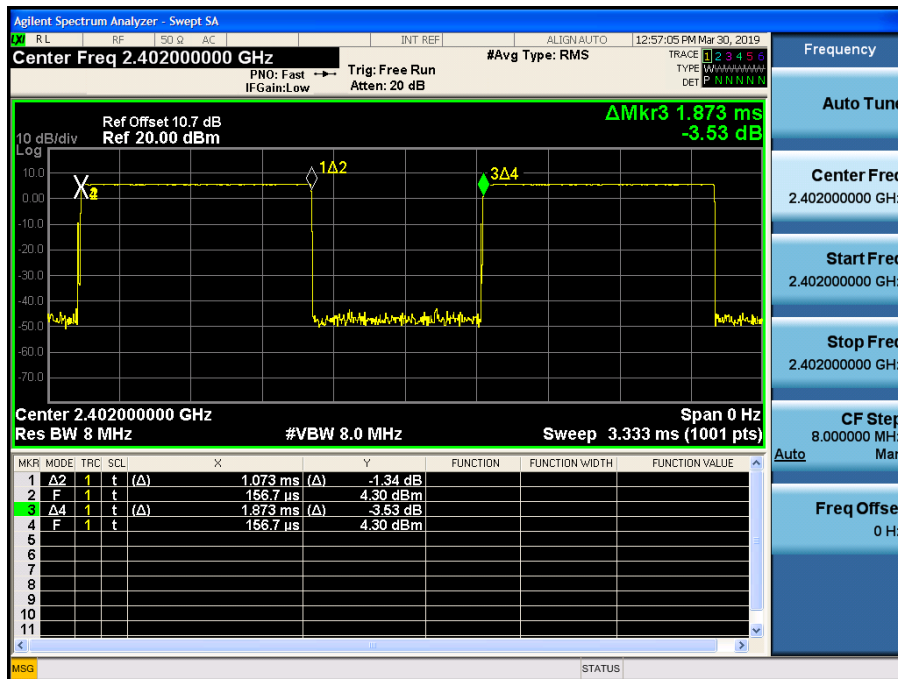 Agilent Spectrum Analyzer - Swept SA
LXI RL RF 50 Ω AC INT REF ALIGNAUTO 12:57:05 PM Mar 30, 2019
Center Freq 2.402000000 GHz #Avg Type: RMS TRACE 1 2 3 4 5 6
PNO: Fast Trig: Free Run TYPE WWWWWW
IFGain:Low Atten: 20 dB DET P N N N N N
Frequency
Auto Tune
ΔMkr3 1.873 ms
-3.53 dB
Ref Offset 10.7 dB
10 dB/div Ref 20.00 dBm
Log
10.0
0.00
-10.0
-20.0
-30.0
-40.0
-50.0
-60.0
-70.0
1Δ2
3Δ4
Center Freq
2.402000000 GHz
Start Freq
2.402000000 GHz
Stop Freq
2.402000000 GHz
CF Step
8.000000 MHz
Auto Man
Freq Offset
0 Hz
Center 2.402000000 GHz Span 0 Hz
Res BW 8 MHz #VBW 8.0 MHz Sweep 3.333 ms (1001 pts)
MKR MODE TRC SCL X Y FUNCTION FUNCTION WIDTH FUNCTION VALUE
1 Δ2 1 t (Δ) 1.073 ms (Δ) -1.34 dB
2 F 1 t 156.7 µs 4.30 dBm
3 Δ4 1 t (Δ) 1.873 ms (Δ) -3.53 dB
4 F 1 t 156.7 µs 4.30 dBm
5
6
7
8
9
10
11
MSG STATUS